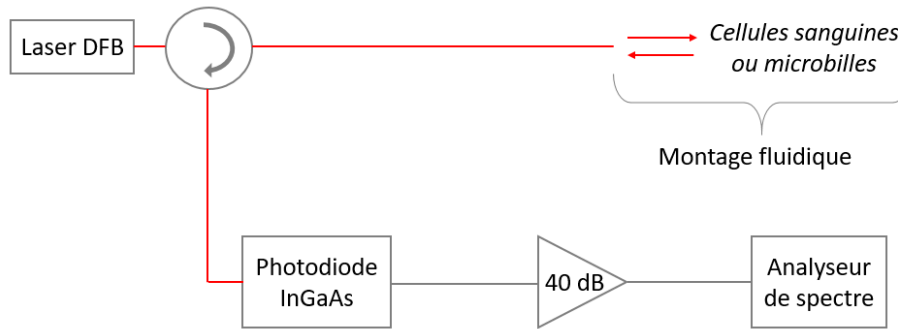 Laser DFB
Cellules sanguines
ou microbilles
Montage fluidique
Photodiode
InGaAs
40 dB
Analyseur
de spectre